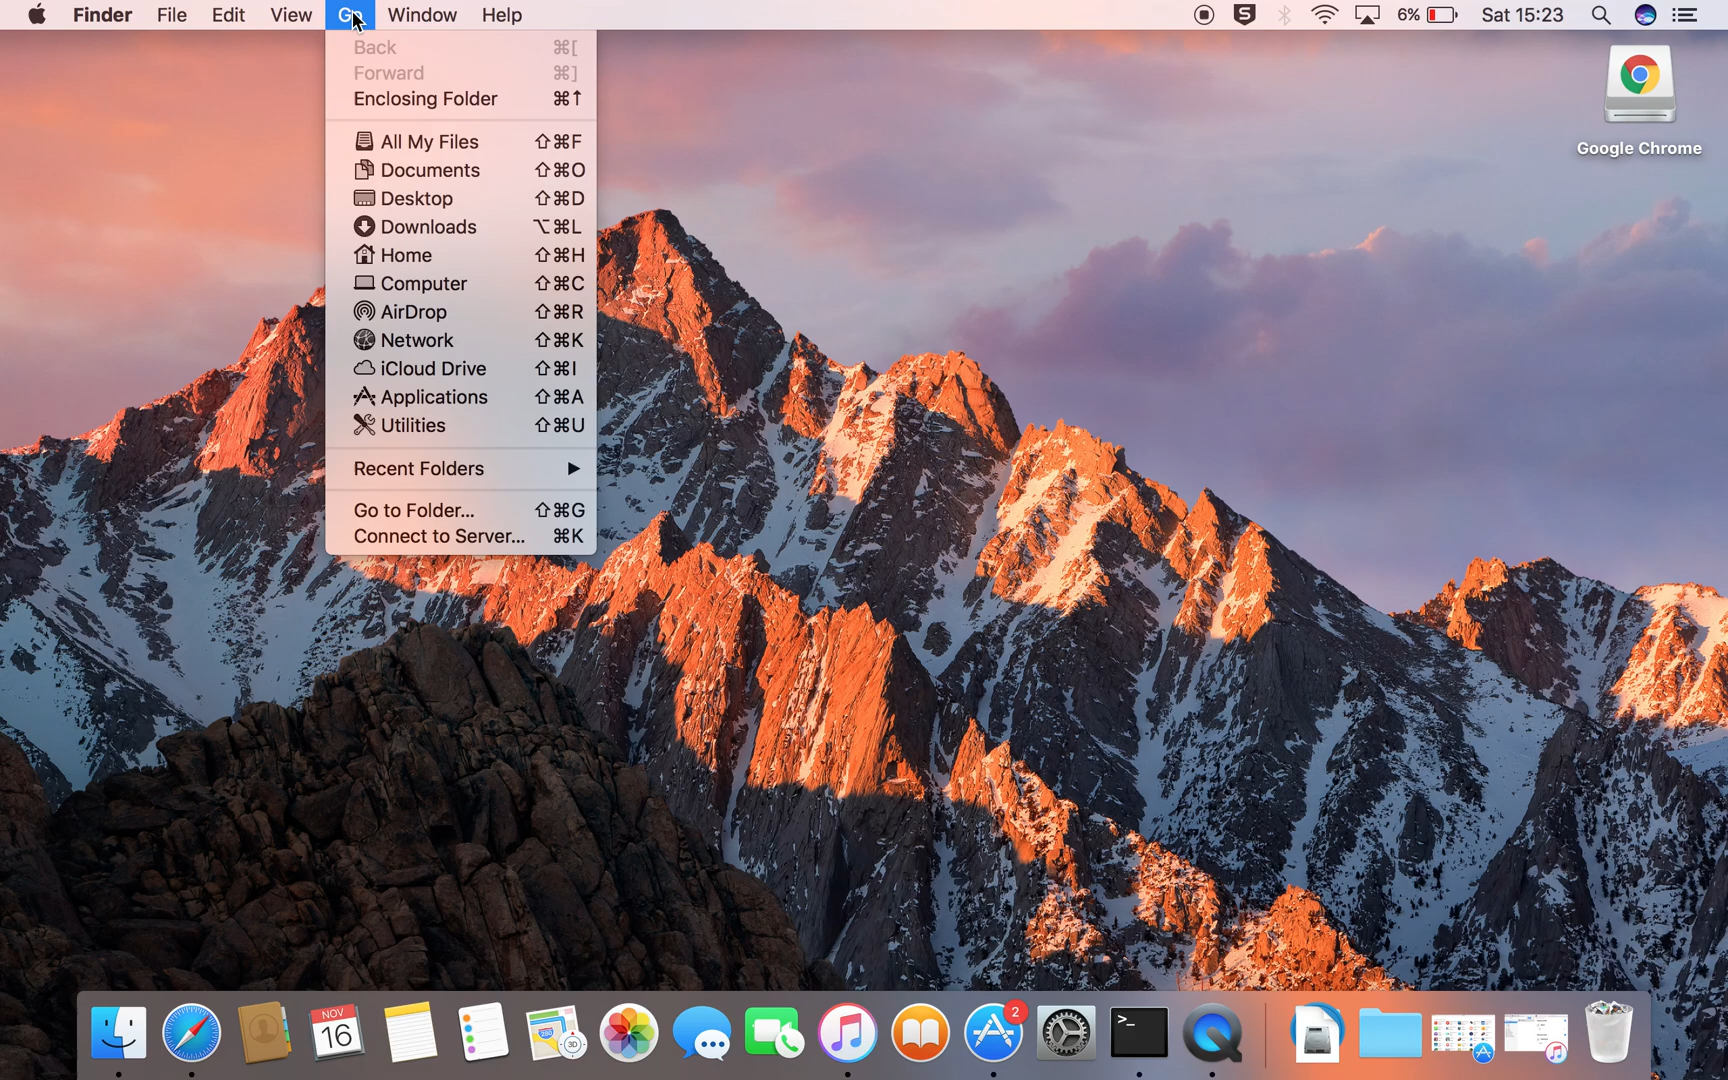 Finder File Edit View Go Window Help 6% Sat 15:23
Back ⌘[
Forward ⌘]
Enclosing Folder ⌘↑
All My Files ⇧⌘F
Documents ⇧⌘O
Desktop ⇧⌘D
Downloads ⌥⌘L
Home ⇧⌘H
Computer ⇧⌘C
AirDrop ⇧⌘R
Network ⇧⌘K
iCloud Drive ⇧⌘I
Applications ⇧⌘A
Utilities ⇧⌘U
Recent Folders
Go to Folder... ⇧⌘G
Connect to Server... ⌘K
Google Chrome
NOV
16
3D
2
>_